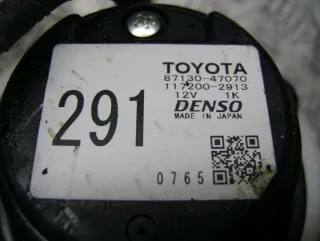 TOYOTA
87130-47070
117200-2913
12V 1K
DENSO
MADE IN JAPAN
291
0765